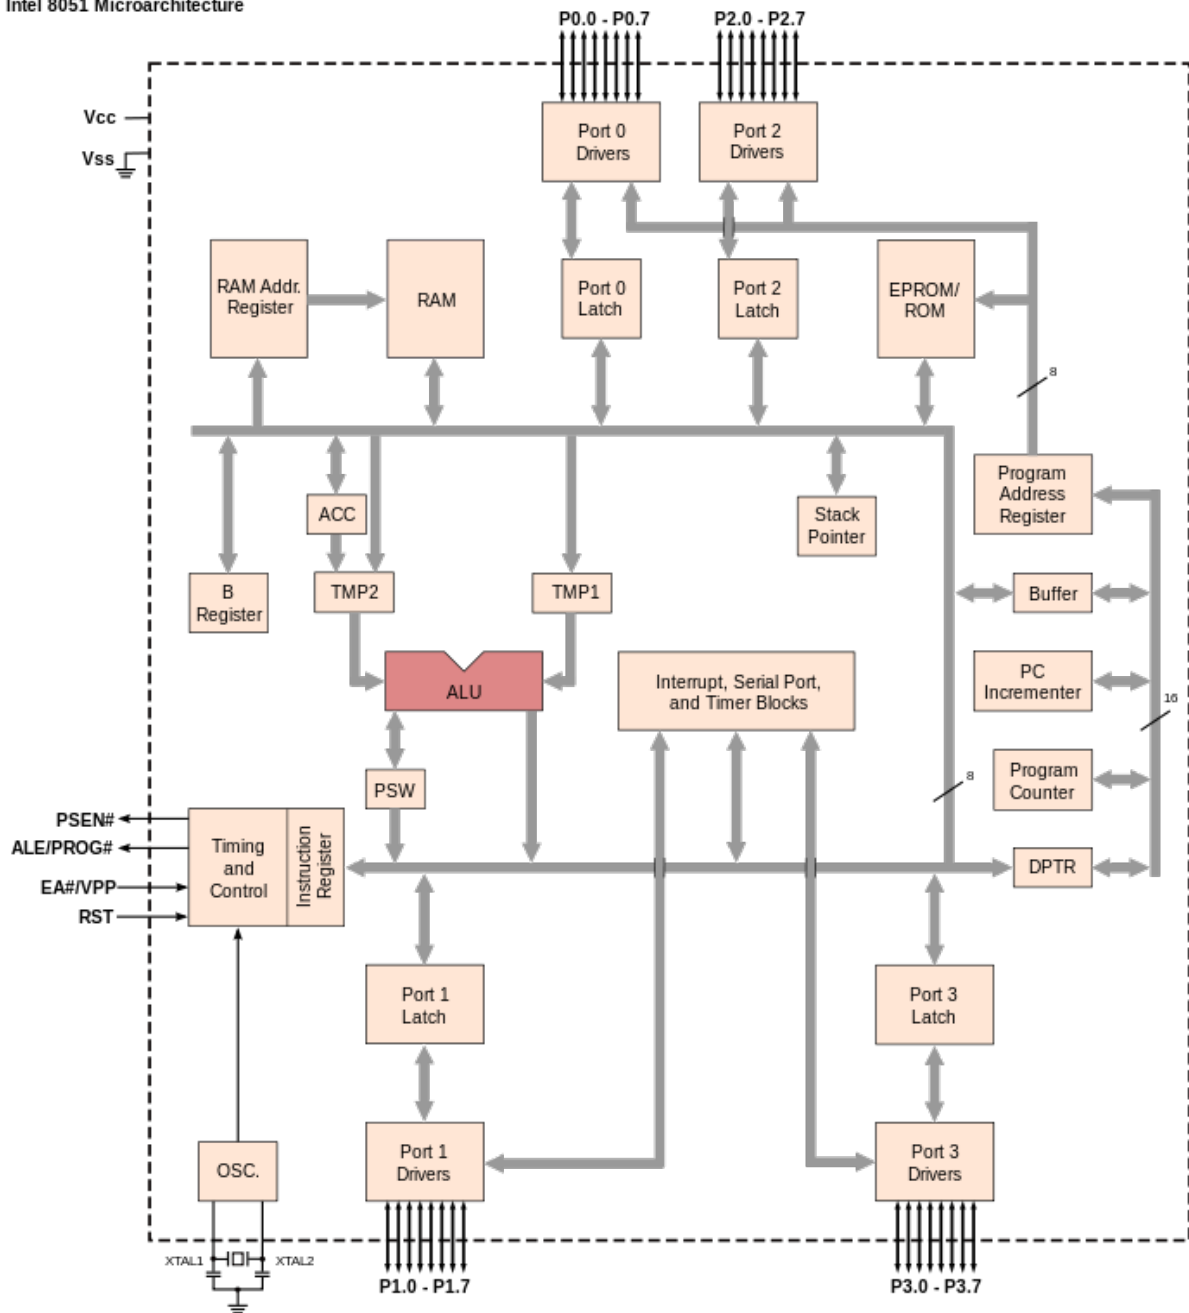 Intel 8051 Microarchitecture
P0.0 - P0.7
P2.0 - P2.7
Vcc
Vss
Port 0
Drivers
Port 2
Drivers
RAM Addr.
Register
RAM
Port 0
Latch
Port 2
Latch
EPROM/
ROM
8
Program
Address
Register
ACC
Stack
Pointer
B
Register
TMP2
TMP1
Buffer
ALU
Interrupt, Serial Port,
and Timer Blocks
PC
Incrementer
16
PSW
8
Program
Counter
PSEN#
ALE/PROG#
EA#/VPP
RST
Timing
and
Control
Instruction
Register
DPTR
Port 1
Latch
Port 3
Latch
OSC.
Port 1
Drivers
Port 3
Drivers
XTAL1
XTAL2
P1.0 - P1.7
P3.0 - P3.7